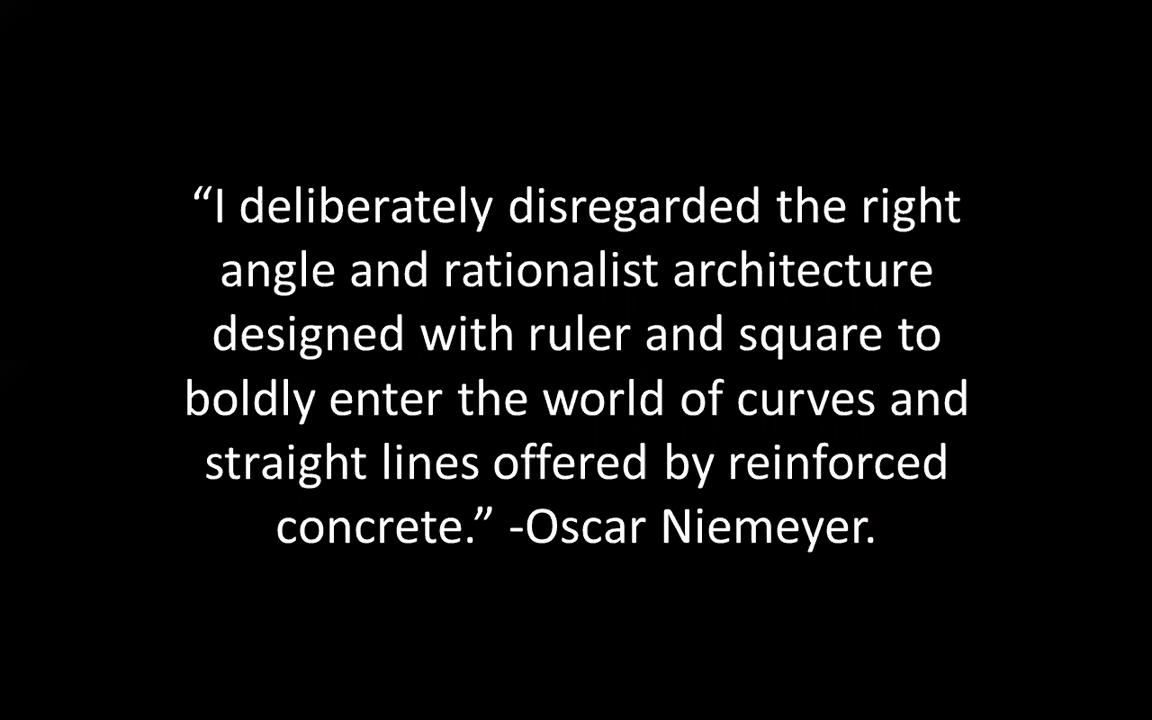 “I deliberately disregarded the right
angle and rationalist architecture
designed with ruler and square to
boldly enter the world of curves and
straight lines offered by reinforced
concrete.” -Oscar Niemeyer.